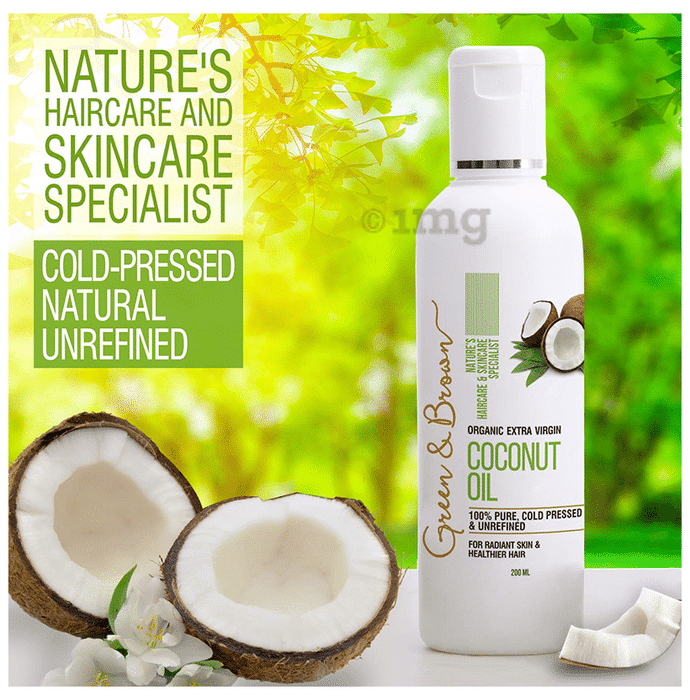 NATURE'S
HAIRCARE AND
SKINCARE
SPECIALIST
COLD-PRESSED
NATURAL
UNREFINED
©1mg
Green & Brown
NATURE'S
HAIRCARE & SKINCARE
SPECIALIST
ORGANIC EXTRA VIRGIN
COCONUT
OIL
100% PURE, COLD PRESSED
& UNREFINED
FOR RADIANT SKIN &
HEALTHIER HAIR
200 ML